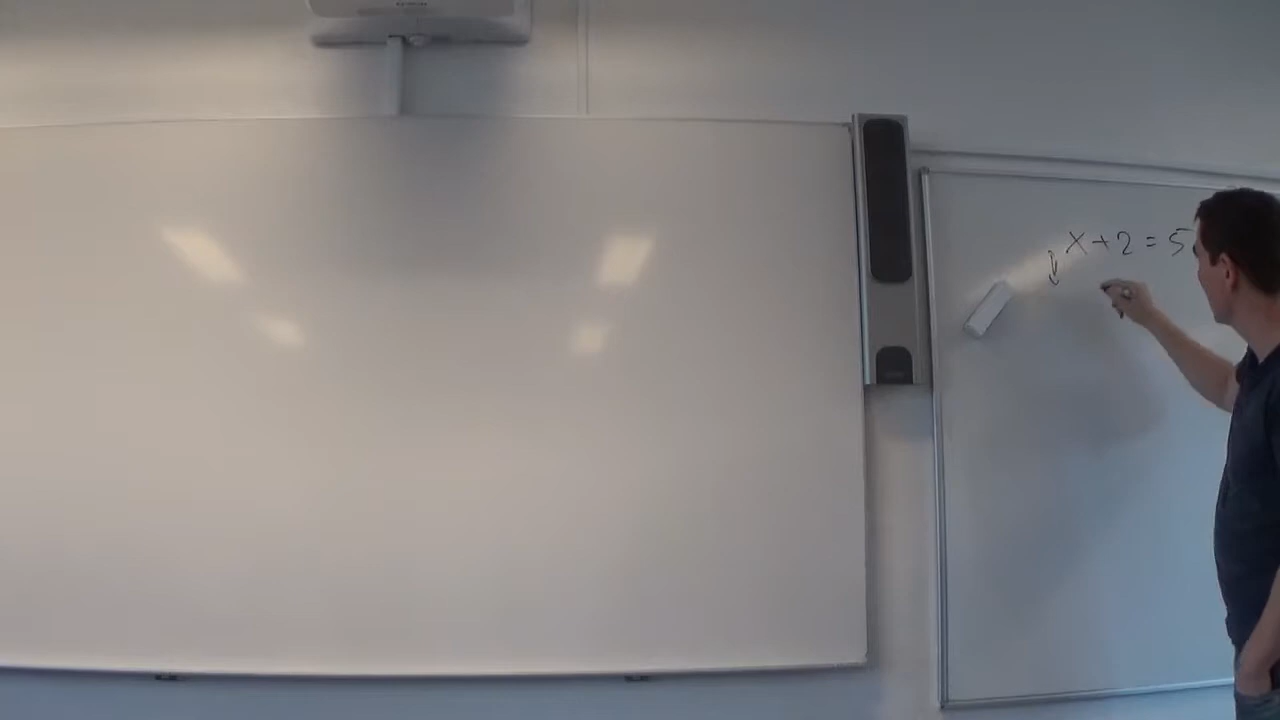 x + 2 = 5